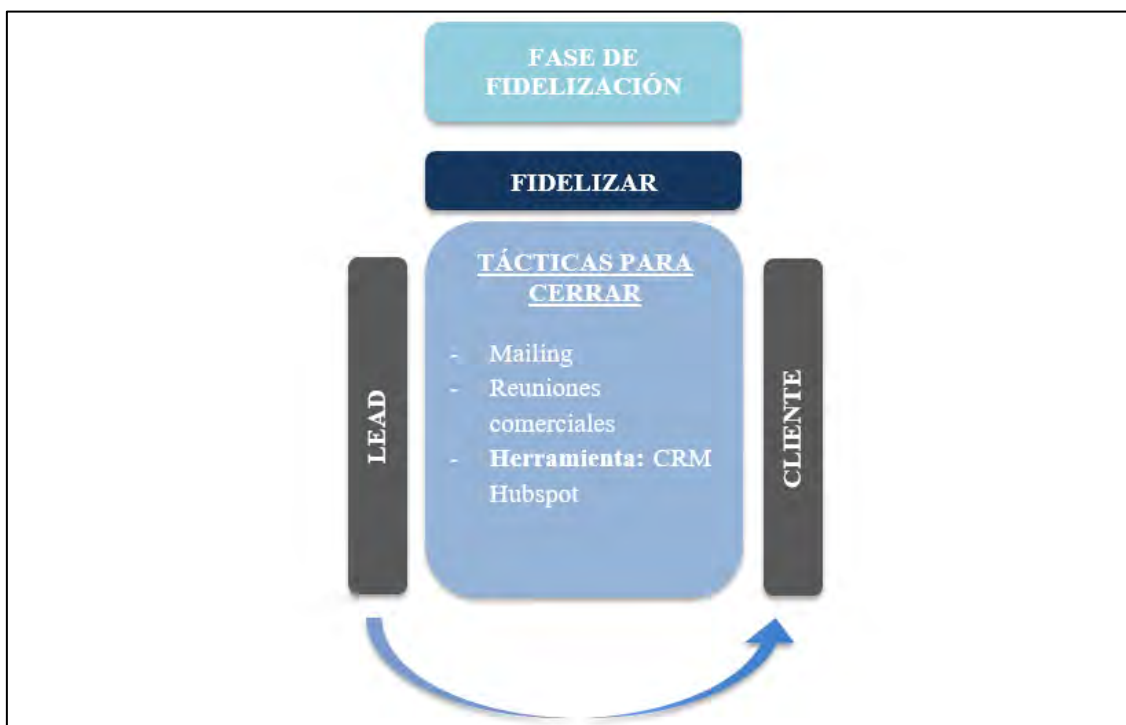 FASE DE
FIDELIZACIÓN
FIDELIZAR
TÁCTICAS PARA
CERRAR
- Mailing
- Reuniones
comerciales
- Herramienta: CRM
Hubspot
LEAD
CLIENTE